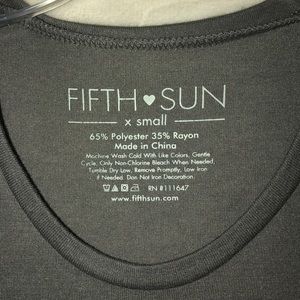 FIFTH♥SUN
x small
65% Polyester 35% Rayon
Made in China
Machine Wash Cold With Like Colors, Gentle
Cycle, Only Non-Chlorine Bleach When Needed,
Tumble Dry Low, Remove Promptly, Low Iron
if Needed. Don Not Iron Decoration.
RN #111647
www.fifthsun.com